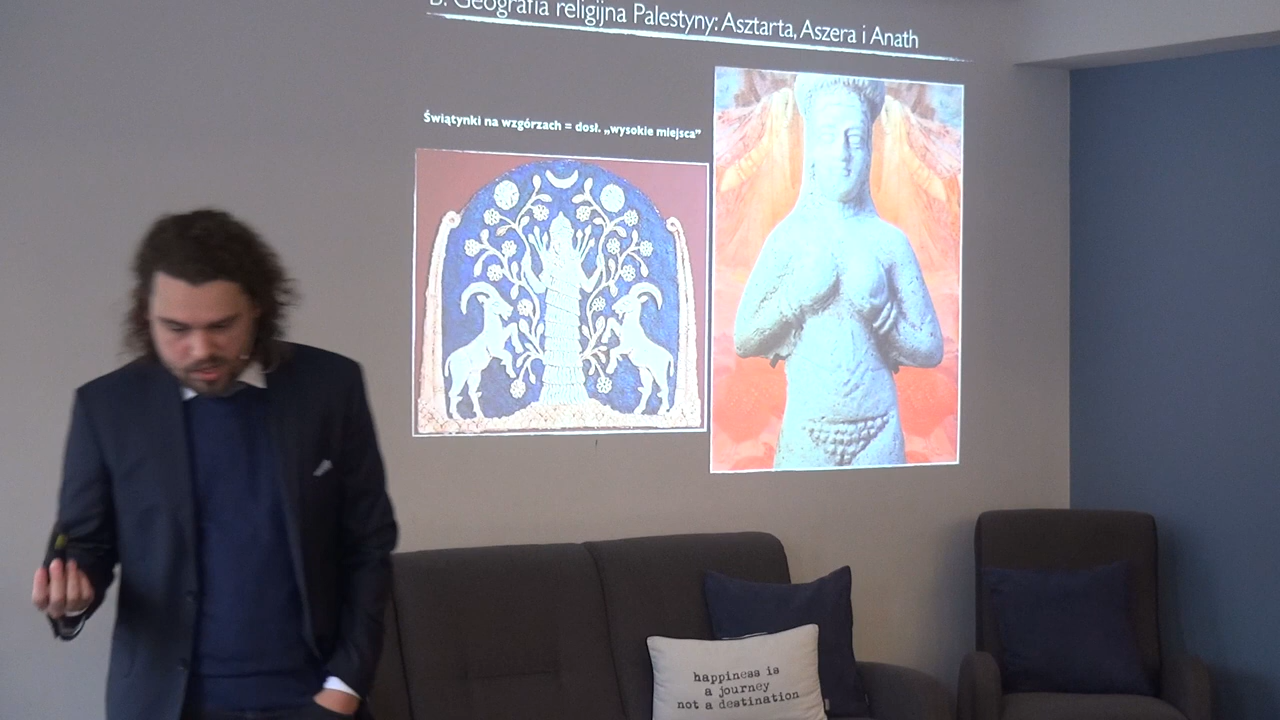 B. Geografia religijna Palestyny: Asztarta, Aszera i Anath
Świątynki na wzgórzach = dosł. „wysokie miejsca”
happiness is
a journey
not a destination